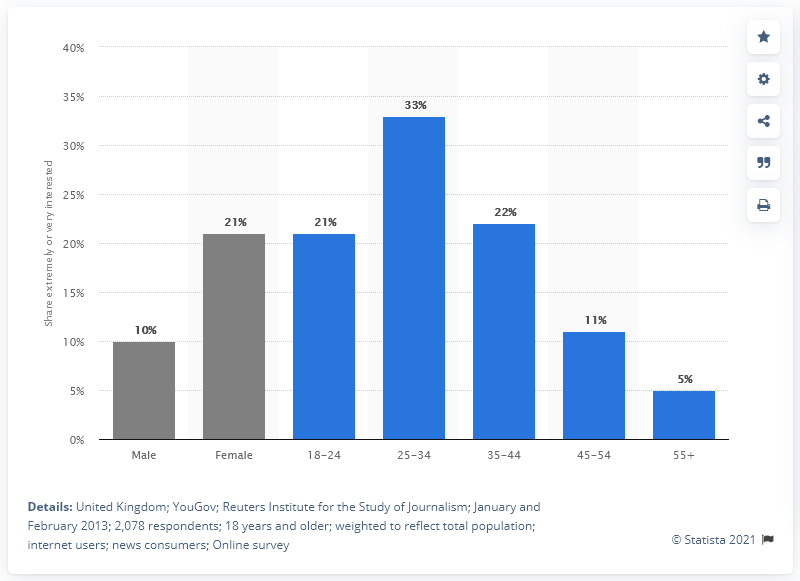 40%
35%
33%
30%
25%
22%
21%
21%
20%
15%
11%
10%
10%
5%
5%
0%
Share extremely or very interested
Male Female 18-24 25-34 35-44 45-54 55+
Details: United Kingdom; YouGov; Reuters Institute for the Study of Journalism; January and
February 2013; 2,078 respondents; 18 years and older; weighted to reflect total population;
internet users; news consumers; Online survey
© Statista 2021